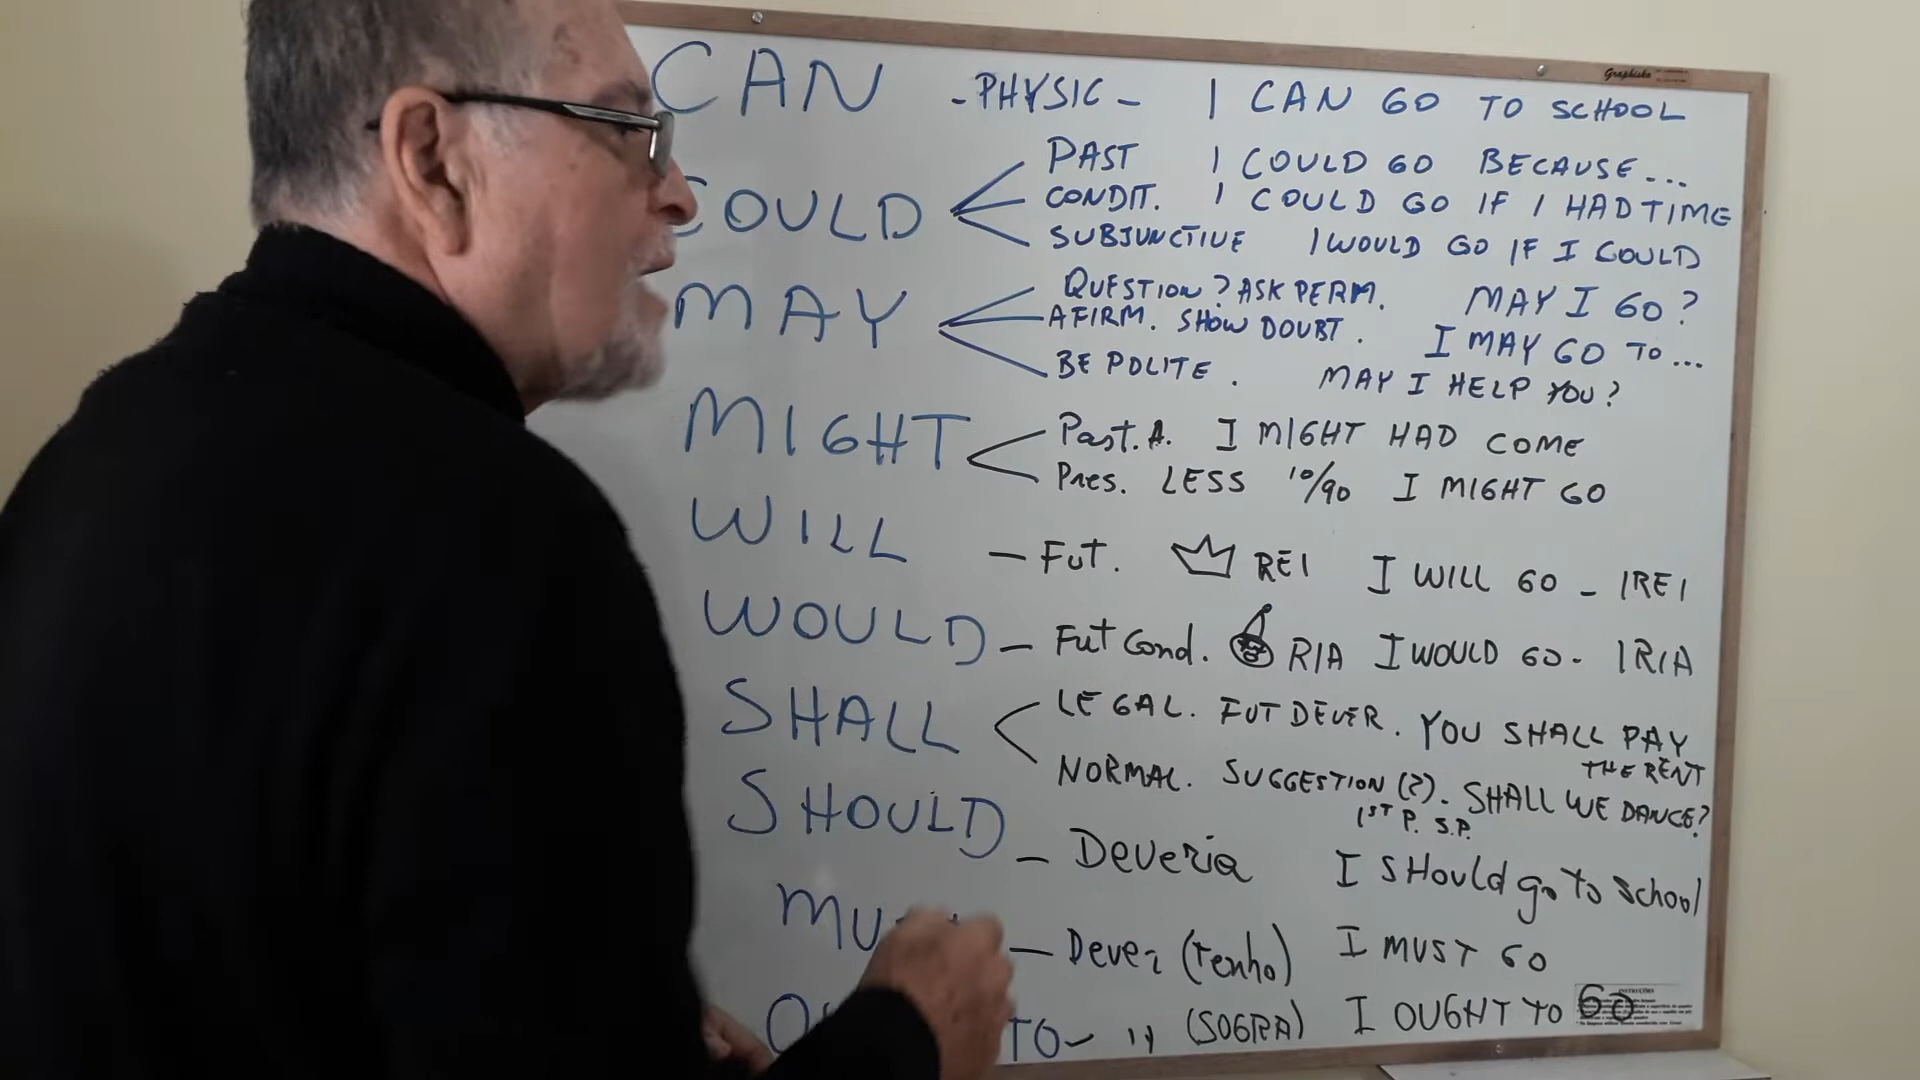 Graphiske
CAN - PHYSIC - I CAN GO TO SCHOOL
COULD
PAST I COULD GO BECAUSE...
CONDIT. I COULD GO IF I HAD TIME
SUBJUNCTIVE I WOULD GO IF I COULD
MAY
QUESTION? ASK PERM. MAY I GO?
AFIRM. SHOW DOUBT. I MAY GO TO...
BE POLITE. MAY I HELP YOU?
MIGHT
Past. A. I MIGHT HAD COME
Pres. LESS 10/90 I MIGHT GO
WILL - FUT. REI I WILL GO - IREI
WOULD - Fut Cond. RIA I WOULD GO - IRIA
SHALL
LEGAL. FUT DEVER. YOU SHALL PAY
THE RENT
NORMAL. SUGGESTION (?). SHALL WE DANCE?
1ST P. S.P.
SHOULD - Deveria I SHOULD go To School
MU - Dever (Tenho) I MUST GO
TO - " (SOGRA) I OUGHT TO GO
INSTRUÇÕES